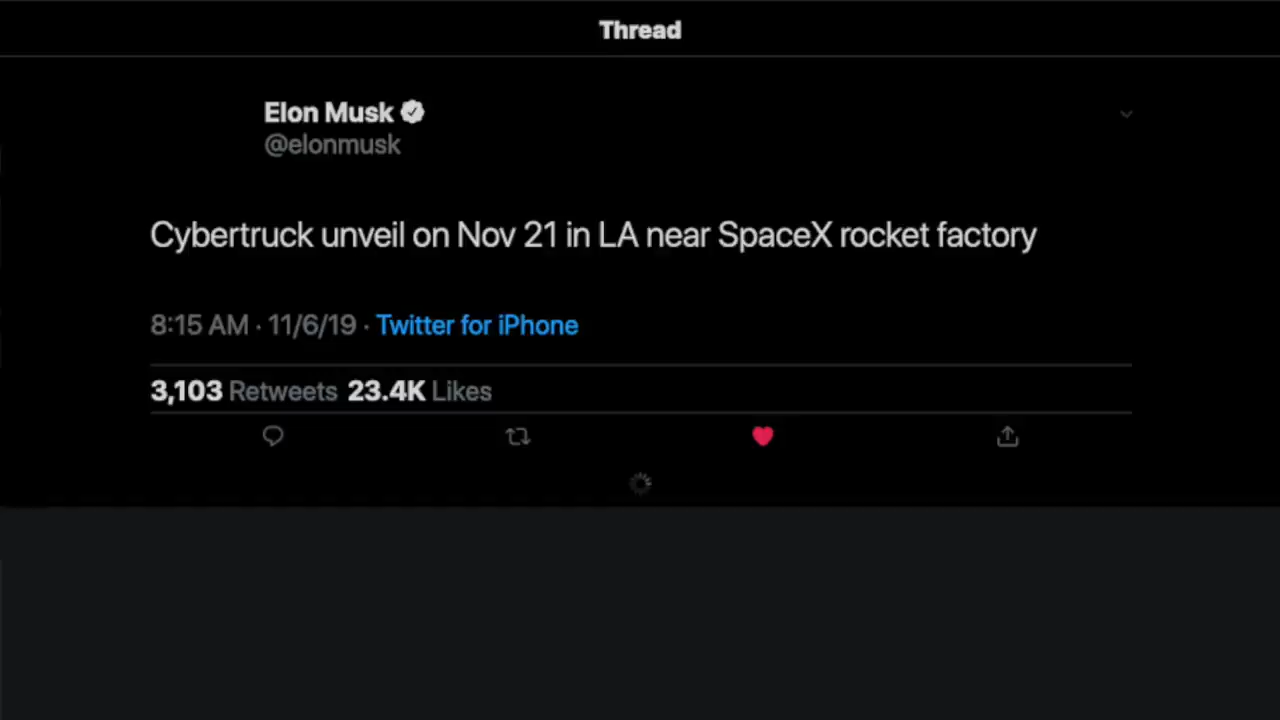 Thread
Elon Musk
@elonmusk
Cybertruck unveil on Nov 21 in LA near SpaceX rocket factory
8:15 AM · 11/6/19 · Twitter for iPhone
3,103 Retweets 23.4K Likes